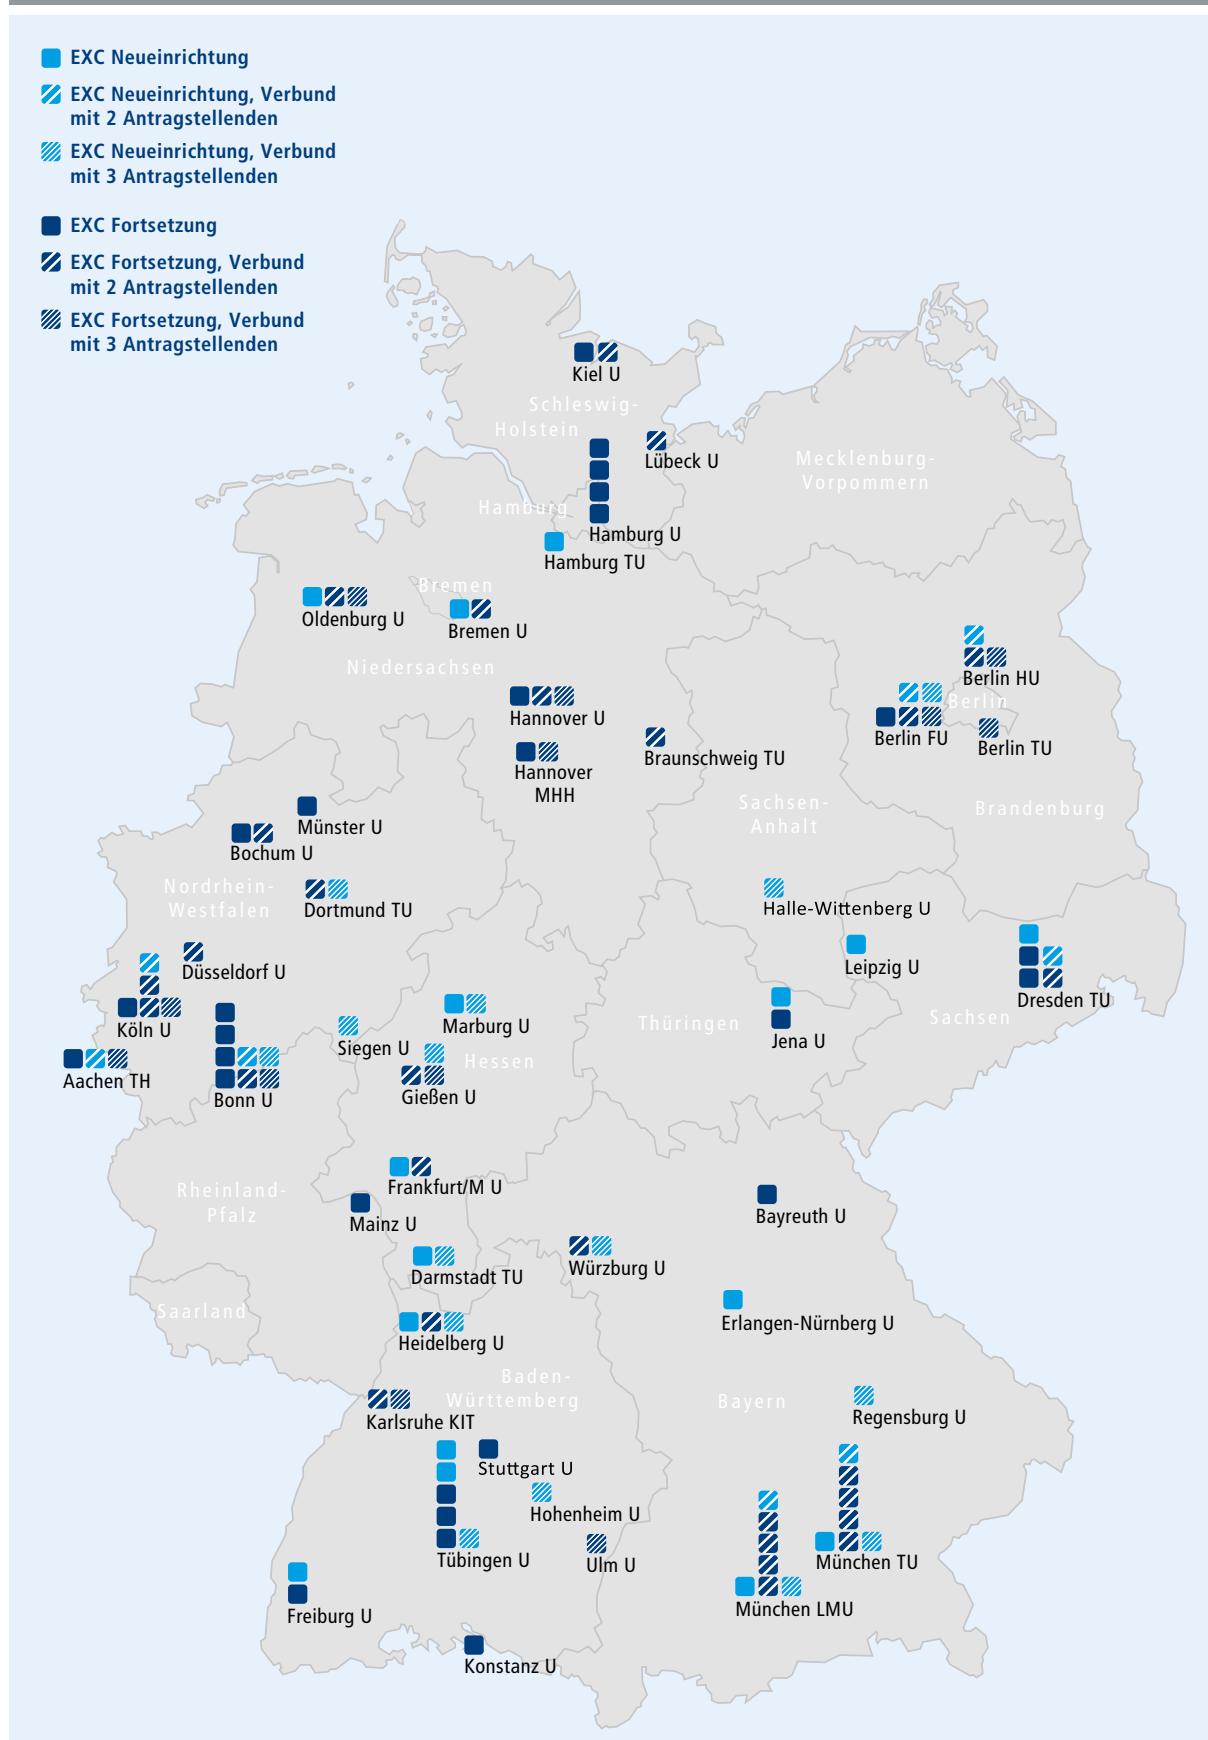 EXC Neueinrichtung
EXC Neueinrichtung, Verbund
mit 2 Antragstellenden
EXC Neueinrichtung, Verbund
mit 3 Antragstellenden
EXC Fortsetzung
EXC Fortsetzung, Verbund
mit 2 Antragstellenden
EXC Fortsetzung, Verbund
mit 3 Antragstellenden
Kiel U
Schleswig-
Holstein
Lübeck U
Mecklenburg-
Vorpommern
Hamburg
Hamburg U
Hamburg TU
Bremen
Oldenburg U
Bremen U
Niedersachsen
Berlin HU
Berlin
Hannover U
Berlin FU
Berlin TU
Braunschweig TU
Hannover
MHH
Sachsen-
Anhalt
Brandenburg
Münster U
Bochum U
Nordrhein-
Westfalen
Dortmund TU
Halle-Wittenberg U
Düsseldorf U
Leipzig U
Dresden TU
Köln U
Marburg U
Thüringen
Sachsen
Siegen U
Jena U
Hessen
Aachen TH
Bonn U
Gießen U
Frankfurt/M U
Rheinland-
Pfalz
Mainz U
Bayreuth U
Darmstadt TU
Würzburg U
Saarland
Erlangen-Nürnberg U
Heidelberg U
Baden-
Württemberg
Bayern
Karlsruhe KIT
Regensburg U
Stuttgart U
Hohenheim U
Tübingen U
Ulm U
München TU
München LMU
Freiburg U
Konstanz U